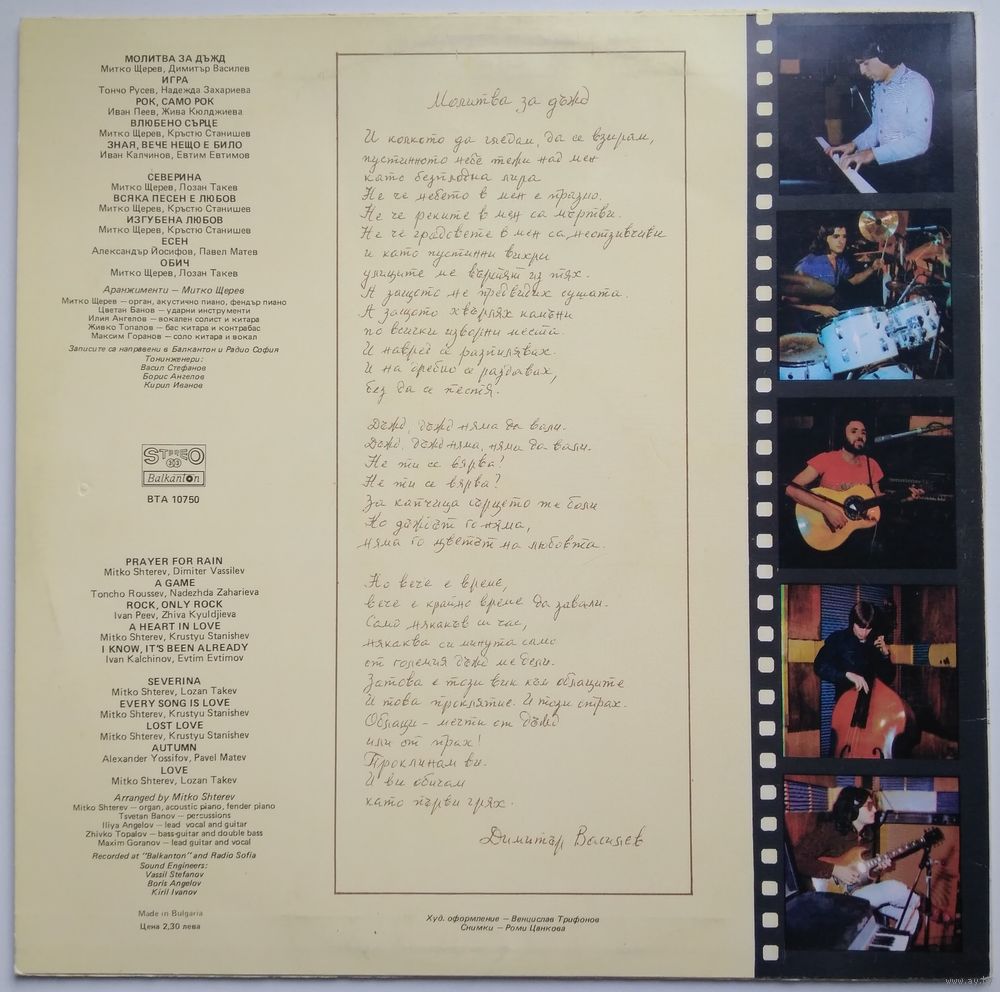 МОЛИТВА ЗА ДЪЖД
Митко Щерев, Димитър Василев
ИГРА
Тончо Русев, Надежда Захариева
РОК, САМО РОК
Иван Пеев, Жива Кюлджиева
ВЛЮБЕНО СЪРЦЕ
Митко Щерев, Кръстю Станишев
ЗНАЯ, ВЕЧЕ НЕЩО Е БИЛО
Иван Калчинов, Евтим Евтимов
СЕВЕРИНА
Митко Щерев, Лозан Такев
ВСЯКА ПЕСЕН Е ЛЮБОВ
Митко Щерев, Кръстю Станишев
ИЗГУБЕНА ЛЮБОВ
Митко Щерев, Кръстю Станишев
ЕСЕН
Александър Йосифов, Павел Матев
ОБИЧ
Митко Щерев, Лозан Такев
Аранжименти — Митко Щерев
Митко Щерев — орган, акустично пиано, фендър пиано
Цветан Банов — ударни инструменти
Илия Ангелов — вокален солист и китара
Живко Топалов — бас китара и контрабас
Максим Горанов — соло китара и вокал
Записите са направени в Балкантон и Радио София
Тонинженери:
Васил Стефанов
Борис Ангелов
Кирил Иванов
STEREO
33
Balkanton
ВТА 10750
PRAYER FOR RAIN
Mitko Shterev, Dimiter Vassilev
A GAME
Toncho Roussev, Nadezhda Zaharieva
ROCK, ONLY ROCK
Ivan Peev, Zhiva Kyuldjieva
A HEART IN LOVE
Mitko Shterev, Krustyu Stanishev
I KNOW, IT'S BEEN ALREADY
Ivan Kalchinov, Evtim Evtimov
SEVERINA
Mitko Shterev, Lozan Takev
EVERY SONG IS LOVE
Mitko Shterev, Krustyu Stanishev
LOST LOVE
Mitko Shterev, Krustyu Stanishev
AUTUMN
Alexander Yossifov, Pavel Matev
LOVE
Mitko Shterev, Lozan Takev
Arranged by Mitko Shterev
Mitko Shterev — organ, acoustic piano, fender piano
Tsvetan Banov — percussions
Iliya Angelov — lead vocal and guitar
Zhivko Topalov — bass-guitar and double bass
Maxim Goranov — lead guitar and vocal
Recorded at "Balkanton" and Radio Sofia
Sound Engineers:
Vassil Stefanov
Boris Angelov
Kiril Ivanov
Made in Bulgaria
Цена 2,30 лева
Молитва за дъжд
И колкото да гледам, да се взирам,
пустинното небе тежи над мен
като безплодна лира
Не че небето в мен е празно.
Не че реките в мен са мъртви.
Не че градовете в мен са неотзивчиви
и като пустинни вихри
улиците ме въртят из тях.
А защото не предвидих сушата.
А защото хвърлях камъни
по всички изворни места.
И навред се разпилявах.
И на дребно се раздавах,
без да се пестя.
Дъжд, дъжд няма да вали.
Дъжд, дъжд няма, няма да вали.
Не ти се вярва?
Не ти се вярва?
За капчица сърцето ме боли
Но дъждът го няма,
няма го цветът на любовта.
Но вече е време,
вече е крайно време да завали.
Само някакъв си час,
някаква си минута само
от големия дъжд ме дели.
Затова е този вик към облаците
И това проклятие. И този страх.
Облаци - мечти от дъжд
или от прах!
Проклинам ви.
И ви обичам
като първи грях.
Димитър Василев
Худ. оформление — Венцислав Трифонов
Снимки — Роми Цанкова